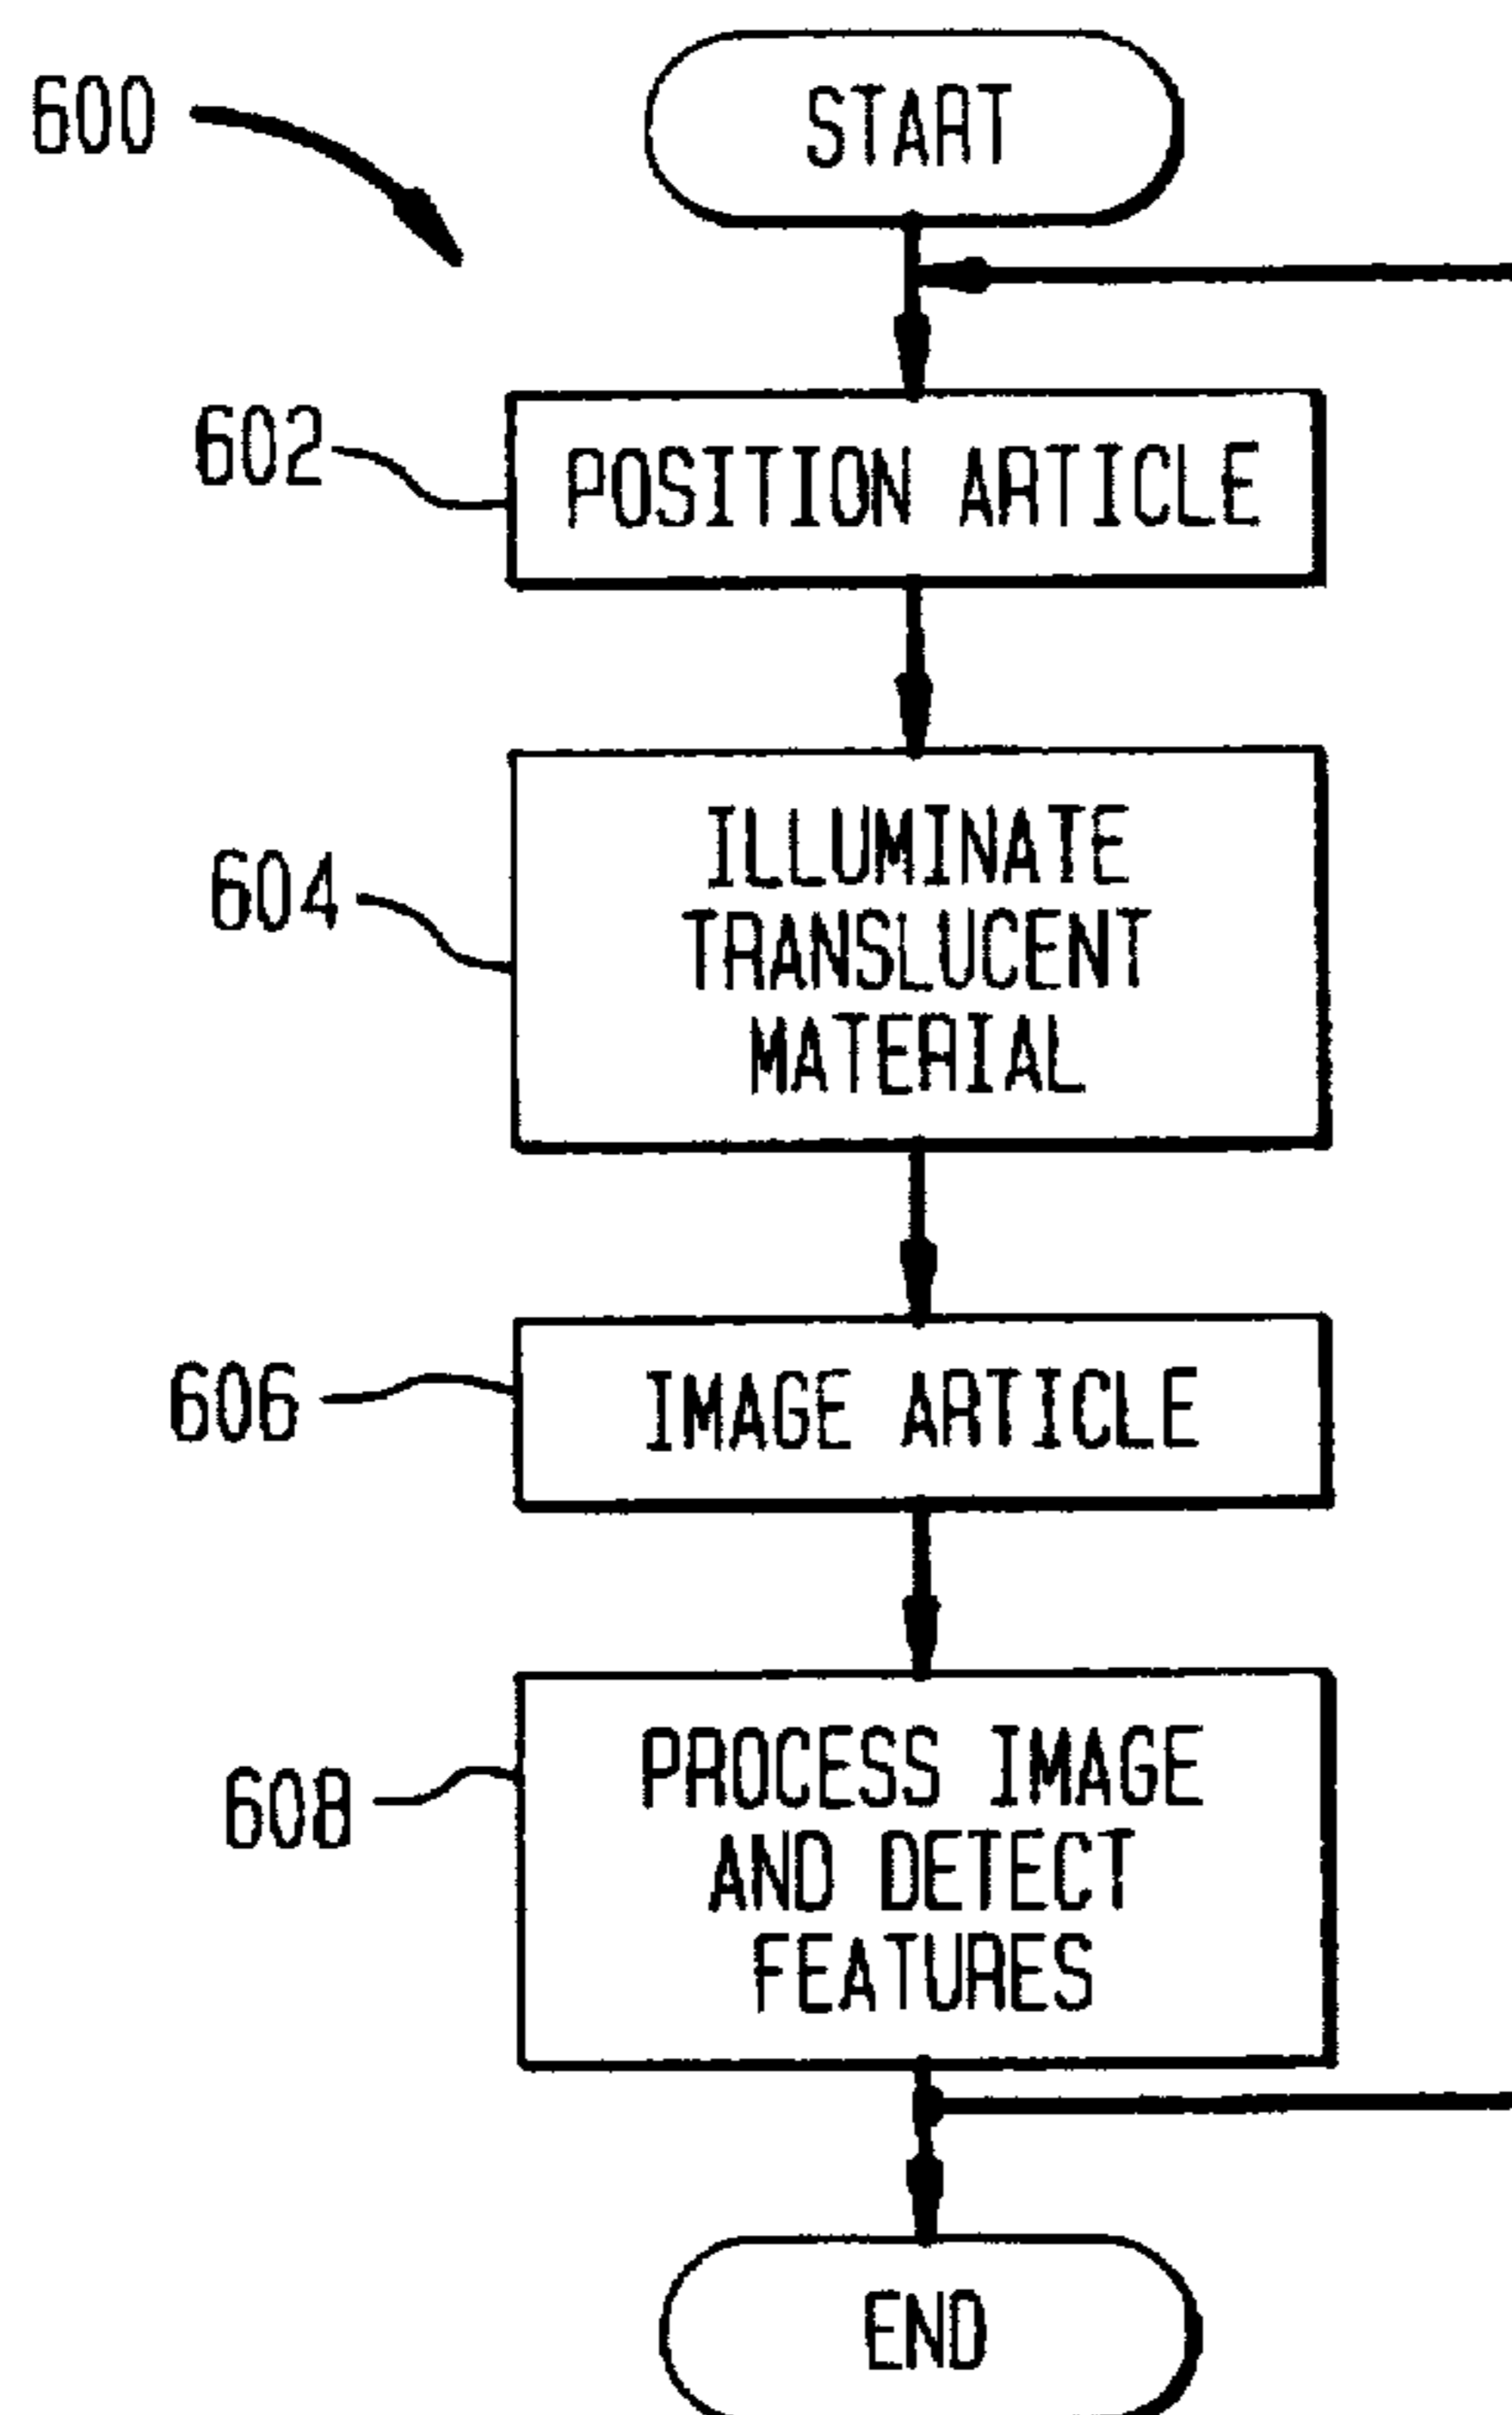 600
START
602
POSITION ARTICLE
604
ILLUMINATE
TRANSLUCENT
MATERIAL
606
IMAGE ARTICLE
608
PROCESS IMAGE
AND DETECT
FEATURES
END